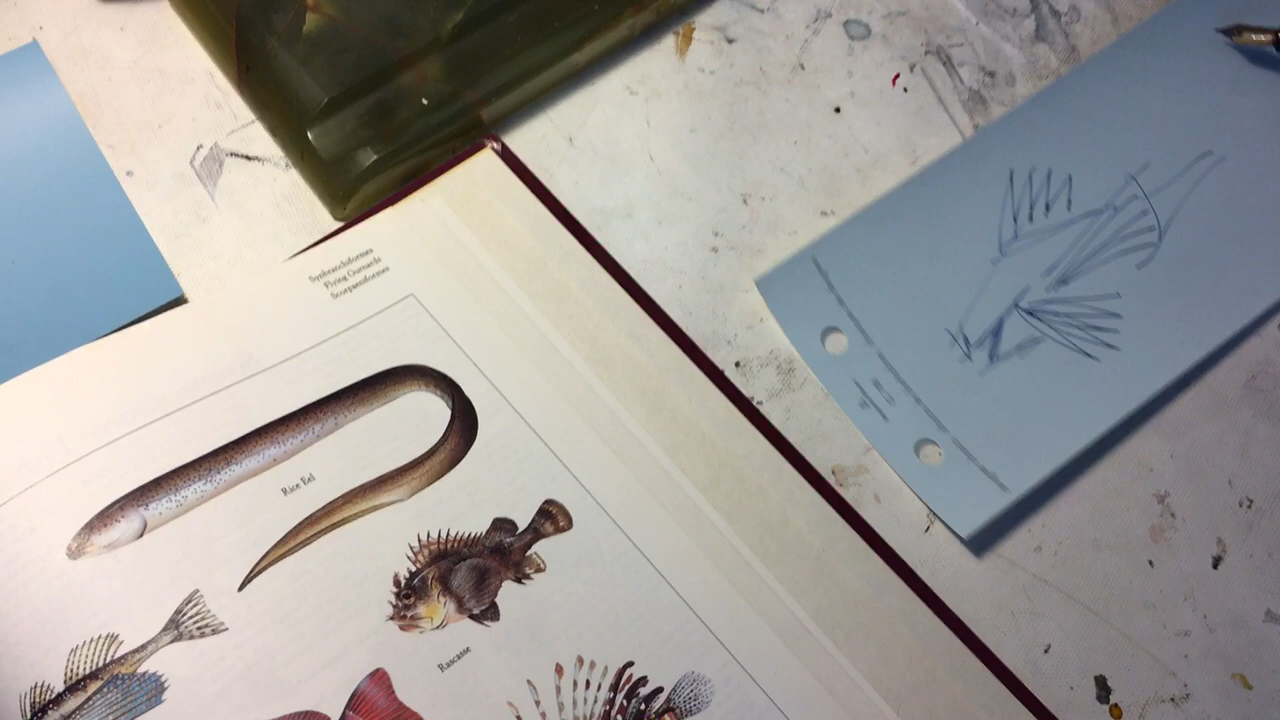 Synbranchiformes
Flying Gurnards
Scorpaeniformes
Rice Eel
Rascasse